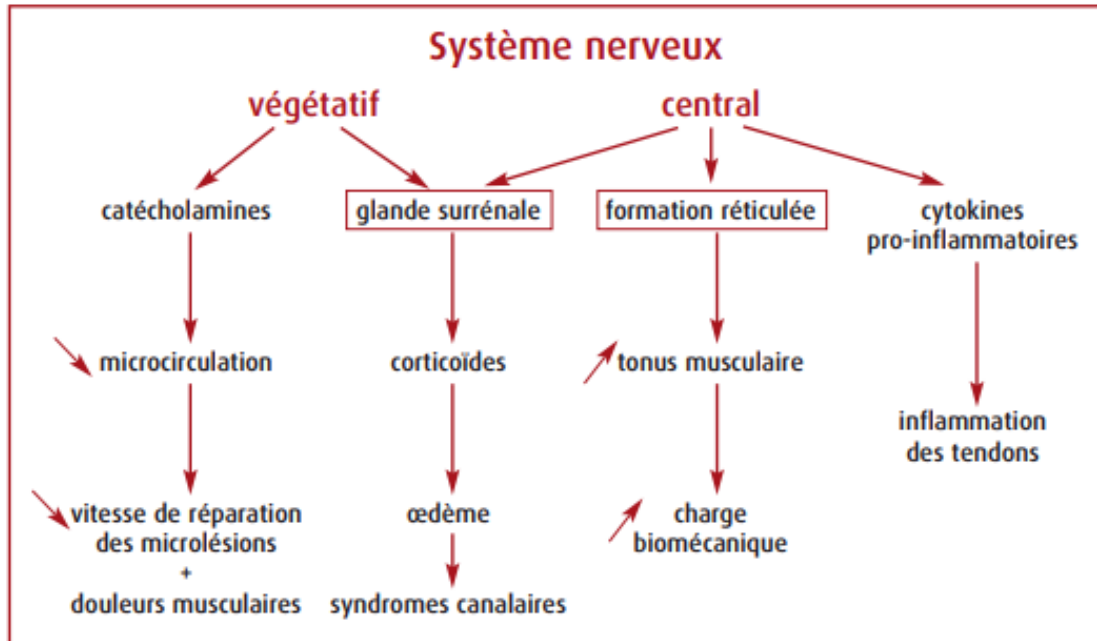 Système nerveux
végétatif
central
catécholamines
glande surrénale
formation réticulée
cytokines
pro-inflammatoires
microcirculation
corticoïdes
tonus musculaire
inflammation
des tendons
vitesse de réparation
des microlésions
+
douleurs musculaires
œdème
syndromes canalaires
charge
biomécanique